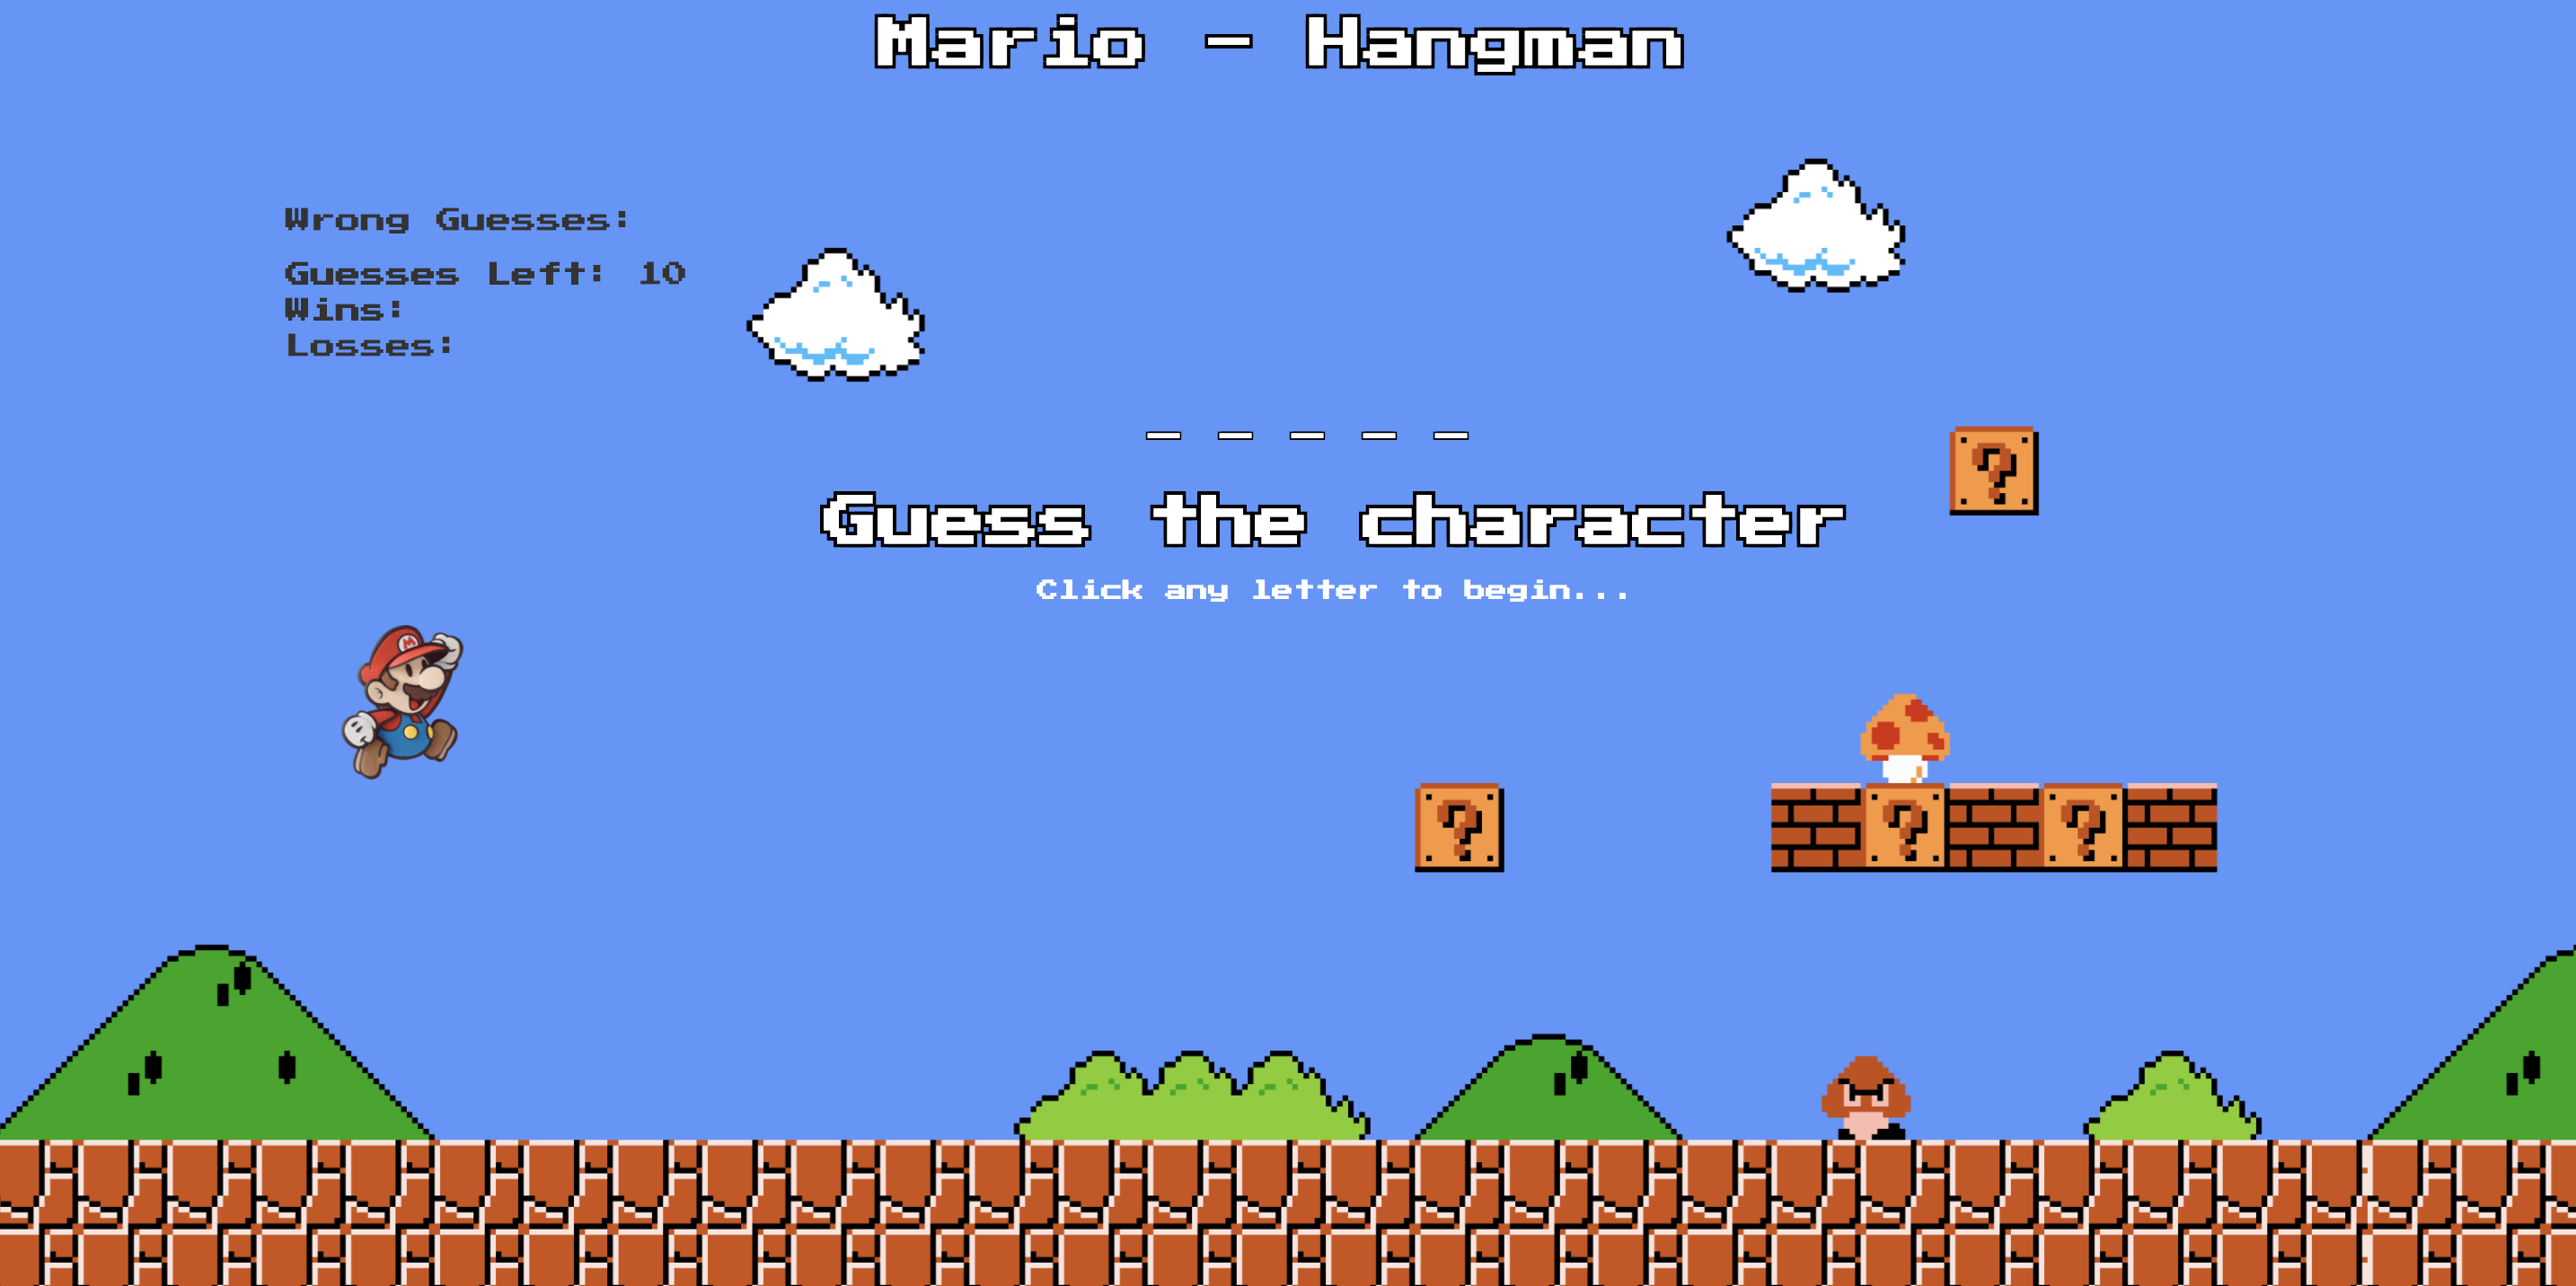 Mario - Hangman
Wrong Guesses:
Guesses Left: 10
Wins:
Losses:
_ _ _ _ _
Guess the character
Click any letter to begin...
M
?
?
? ?